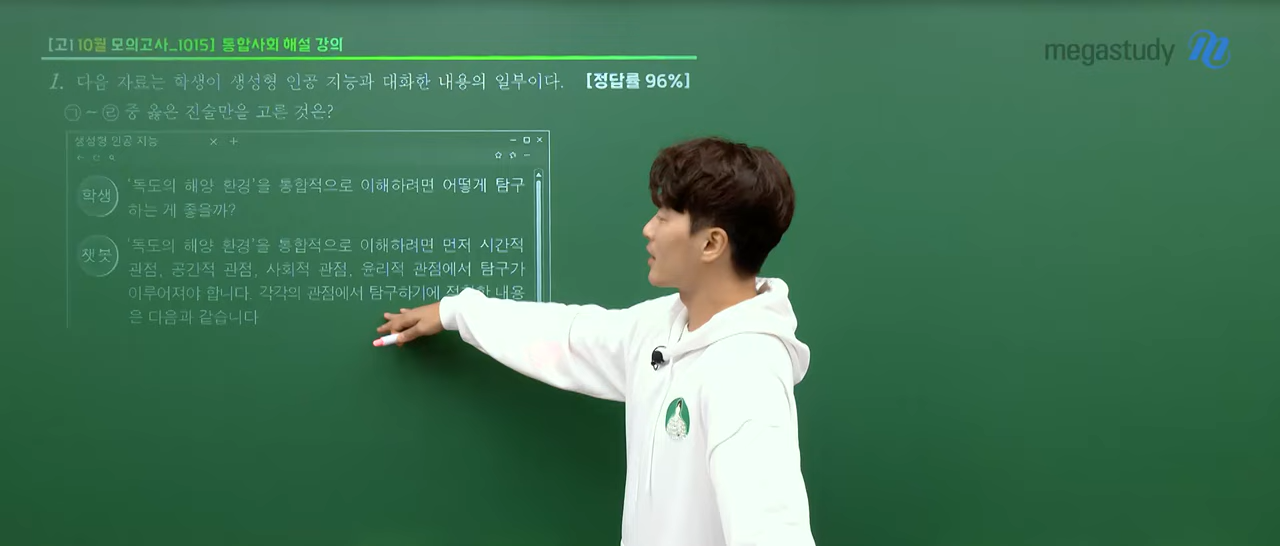 [고1 10월 모의고사_1015] 통합사회 해설 강의
megastudy
1. 다음 자료는 학생이 생성형 인공 지능과 대화한 내용의 일부이다. [정답률 96%]
㉠~㉣ 중 옳은 진술만을 고른 것은?
생성형 인공 지능
학생
'독도의 해양 환경'을 통합적으로 이해하려면 어떻게 탐구
하는 게 좋을까?
챗봇
'독도의 해양 환경'을 통합적으로 이해하려면 먼저 시간적
관점, 공간적 관점, 사회적 관점, 윤리적 관점에서 탐구가
이루어져야 합니다. 각각의 관점에서 탐구하기에 내용
은 다음과 같습니다